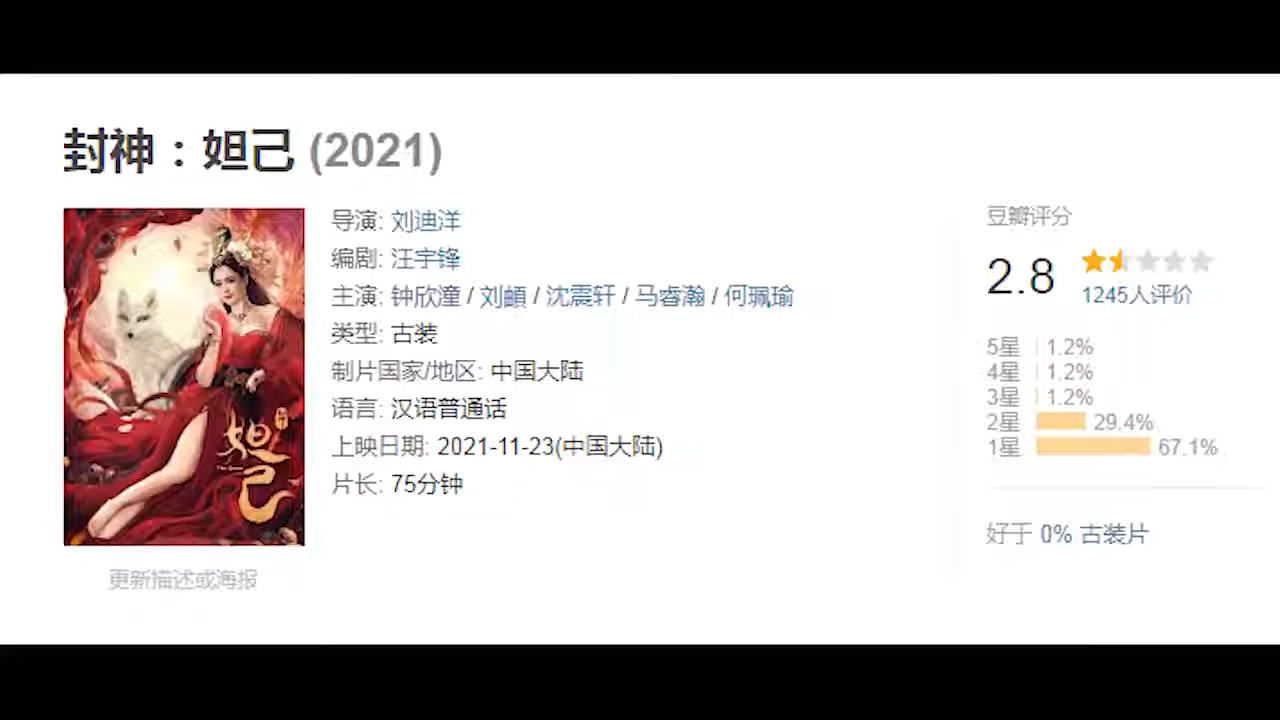 封神：妲己 (2021)
导演: 刘迪洋
编剧: 汪宇锋
主演: 钟欣潼 / 刘頔 / 沈震轩 / 马睿瀚 / 何珮瑜
类型: 古装
制片国家/地区: 中国大陆
语言: 汉语普通话
上映日期: 2021-11-23(中国大陆)
片长: 75分钟
妲己
更新描述或海报
豆瓣评分
2.8
1245人评价
5星 1.2%
4星 1.2%
3星 1.2%
2星 29.4%
1星 67.1%
好于 0% 古装片